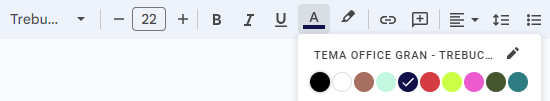 Trebu...
22
B I U A
TEMA OFFICE GRAN - TREBUC...